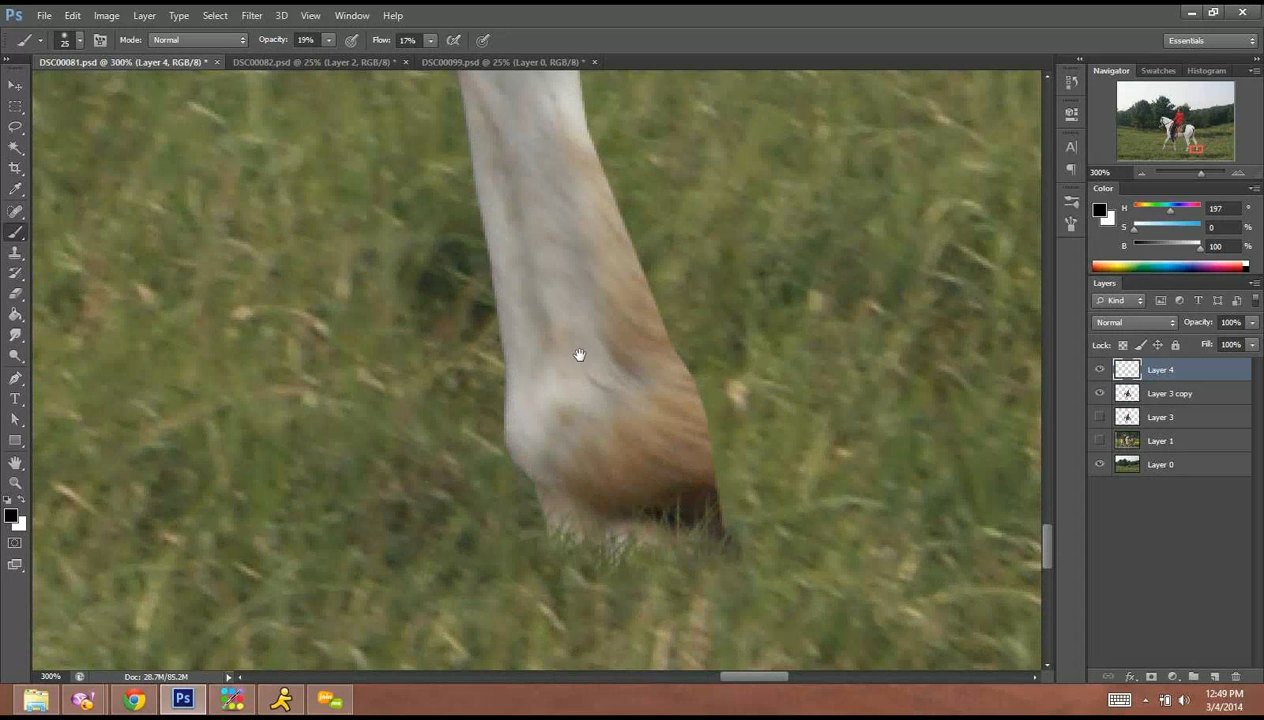 Ps File Edit Image Layer Type Select Filter 3D View Window Help
25 Mode: Normal Opacity: 19% Flow: 17% Essentials
DSC00081.psd @ 300% (Layer 4, RGB/8) * × DSC00082.psd @ 25% (Layer 2, RGB/8) * × DSC00099.psd @ 25% (Layer 0, RGB/8) * ×
Navigator Swatches Histogram
300%
Color
H 197 °
S 0 %
B 100 %
Layers
Kind
Normal Opacity: 100%
Lock: Fill: 100%
Layer 4
Layer 3 copy
Layer 3
Layer 1
Layer 0
300% Doc: 28.7M/85.2M
Ps
12:49 PM
3/4/2014